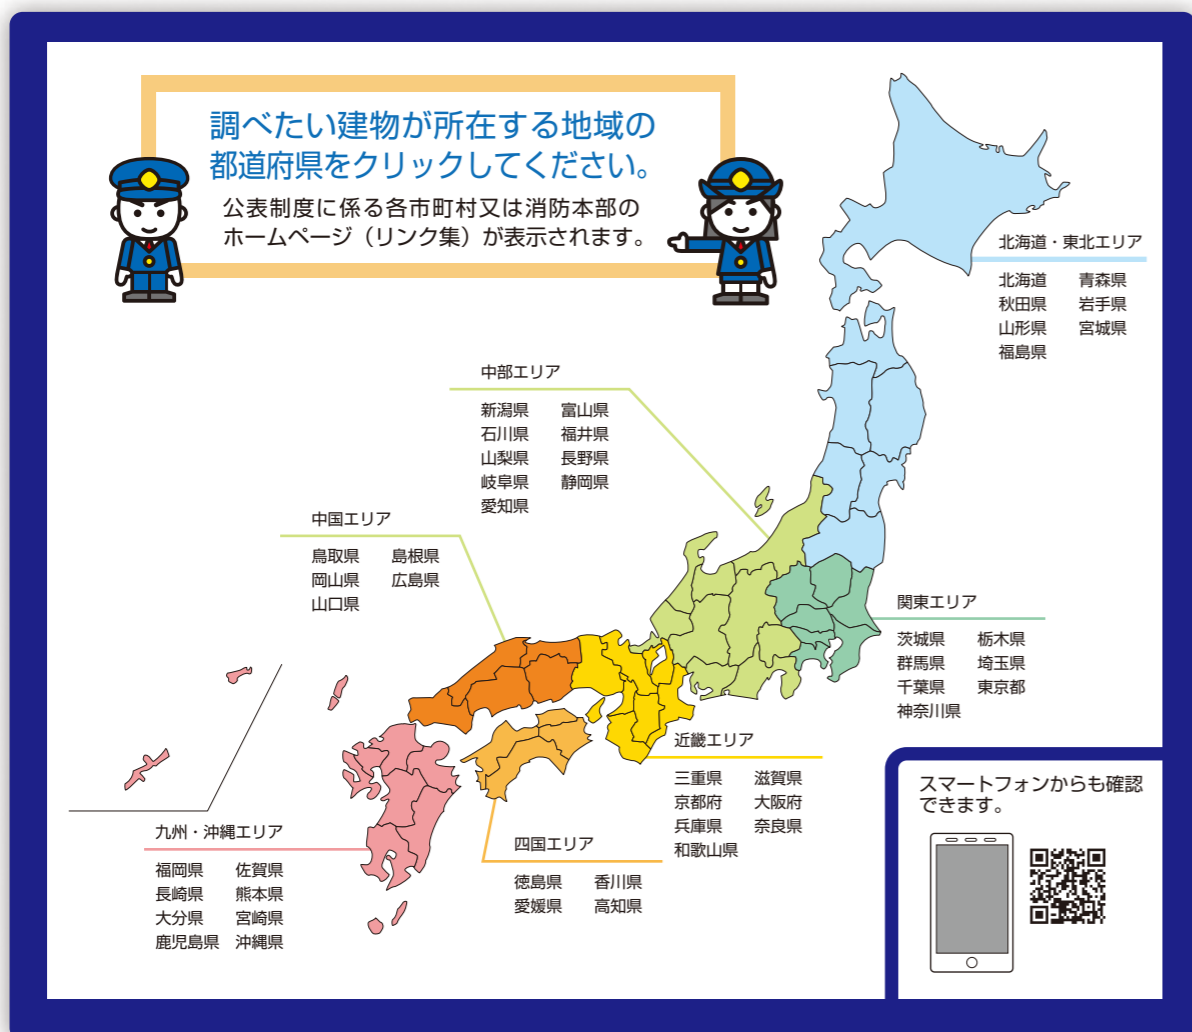 調べたい建物が所在する地域の
都道府県をクリックしてください。
公表制度に係る各市町村又は消防本部の
ホームページ（リンク集）が表示されます。
北海道・東北エリア
北海道 青森県
秋田県 岩手県
山形県 宮城県
福島県
中部エリア
新潟県 富山県
石川県 福井県
山梨県 長野県
岐阜県 静岡県
愛知県
中国エリア
鳥取県 島根県
岡山県 広島県
山口県
関東エリア
茨城県 栃木県
群馬県 埼玉県
千葉県 東京都
神奈川県
近畿エリア
三重県 滋賀県
京都府 大阪府
兵庫県 奈良県
和歌山県
四国エリア
徳島県 香川県
愛媛県 高知県
九州・沖縄エリア
福岡県 佐賀県
長崎県 熊本県
大分県 宮崎県
鹿児島県 沖縄県
スマートフォンからも確認
できます。